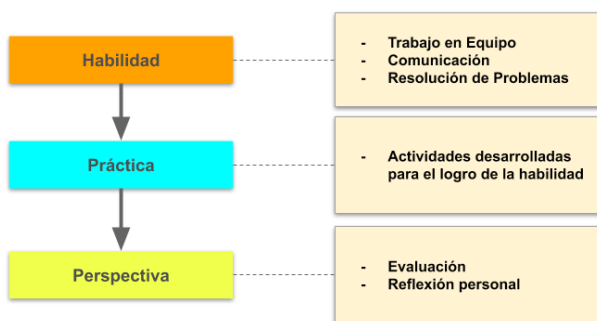 Habilidad
- Trabajo en Equipo
- Comunicación
- Resolución de Problemas
Práctica
- Actividades desarrolladas
para el logro de la habilidad
Perspectiva
- Evaluación
- Reflexión personal